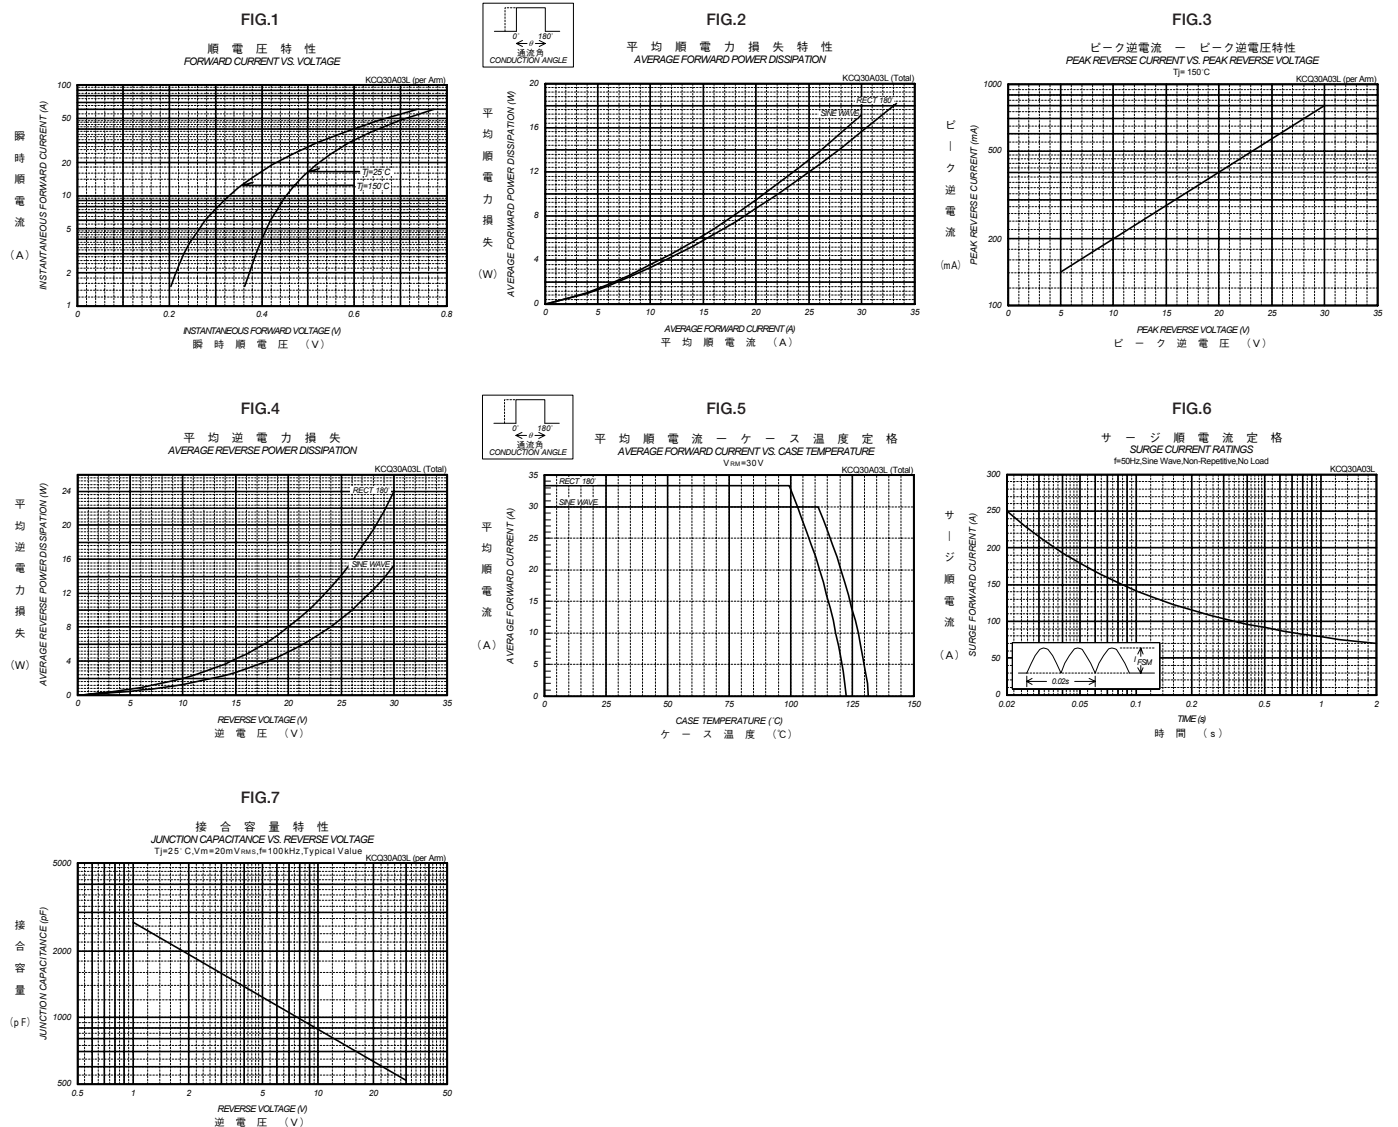 FIG.1
順電圧特性
FORWARD CURRENT VS. VOLTAGE
KCQ30A03L (per Arm)
瞬時順電流 (A)
INSTANTANEOUS FORWARD CURRENT (A)
100
50
20
10
5
2
1
Tj=25°C
Tj=150°C
0 0.2 0.4 0.6 0.8
INSTANTANEOUS FORWARD VOLTAGE (V)
瞬時順電圧 (V)
0° 180°
θ
通流角
CONDUCTION ANGLE
FIG.2
平均順電力損失特性
AVERAGE FORWARD POWER DISSIPATION
KCQ30A03L (Total)
平均順電力損失 (W)
AVERAGE FORWARD POWER DISSIPATION (W)
20
16
12
8
4
0
RECT 180°
SINE WAVE
0 5 10 15 20 25 30 35
AVERAGE FORWARD CURRENT (A)
平均順電流 (A)
FIG.3
ピーク逆電流 ー ピーク逆電圧特性
PEAK REVERSE CURRENT VS. PEAK REVERSE VOLTAGE
Tj= 150°C
KCQ30A03L (per Arm)
ピーク逆電流 (mA)
PEAK REVERSE CURRENT (mA)
1000
500
200
100
0 5 10 15 20 25 30 35
PEAK REVERSE VOLTAGE (V)
ピーク逆電圧 (V)
FIG.4
平均逆電力損失
AVERAGE REVERSE POWER DISSIPATION
KCQ30A03L (Total)
平均逆電力損失 (W)
AVERAGE REVERSE POWER DISSIPATION (W)
24
20
16
12
8
4
0
RECT 180°
SINE WAVE
0 5 10 15 20 25 30 35
REVERSE VOLTAGE (V)
逆電圧 (V)
0° 180°
θ
通流角
CONDUCTION ANGLE
FIG.5
平均順電流ーケース温度定格
AVERAGE FORWARD CURRENT VS. CASE TEMPERATURE
VRM=30V
KCQ30A03L (Total)
平均順電流 (A)
AVERAGE FORWARD CURRENT (A)
35
30
25
20
15
10
5
0
RECT 180°
SINE WAVE
0 25 50 75 100 125 150
CASE TEMPERATURE (°C)
ケース温度 (℃)
FIG.6
サージ順電流定格
SURGE CURRENT RATINGS
f=50Hz,Sine Wave,Non-Repetitive,No Load
KCQ30A03L
サージ順電流 (A)
SURGE FORWARD CURRENT (A)
300
250
200
150
100
50
0
IFSM
0.02s
0.02 0.05 0.1 0.2 0.5 1 2
TIME (s)
時間 (s)
FIG.7
接合容量特性
JUNCTION CAPACITANCE VS. REVERSE VOLTAGE
Tj=25°C,Vm=20mVRMS,f=100kHz,Typical Value
KCQ30A03L (per Arm)
接合容量 (pF)
JUNCTION CAPACITANCE (pF)
5000
2000
1000
500
0.5 1 2 5 10 20 50
REVERSE VOLTAGE (V)
逆電圧 (V)